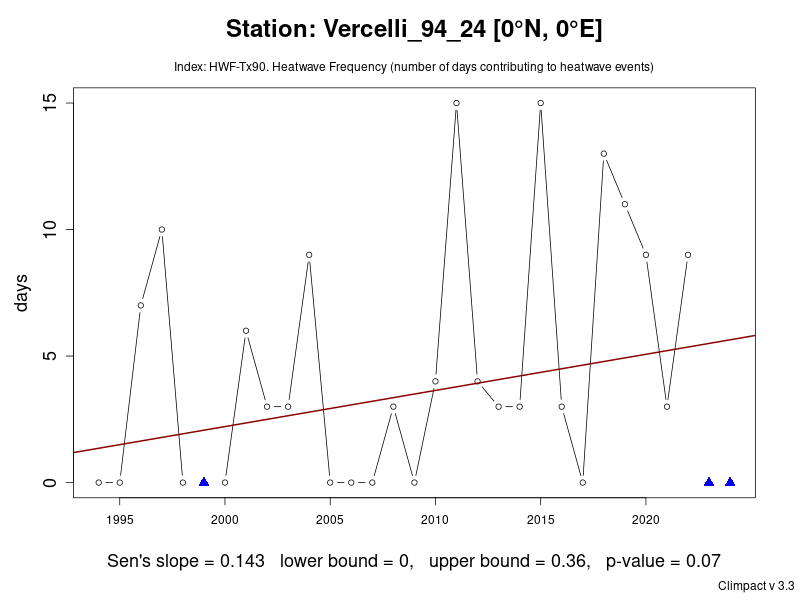 Station: Vercelli_94_24 [0°N, 0°E]
Index: HWF-Tx90. Heatwave Frequency (number of days contributing to heatwave events)
15
10
5
0
days
1995 2000 2005 2010 2015 2020
Sen's slope = 0.143 lower bound = 0, upper bound = 0.36, p-value = 0.07
Climpact v 3.3